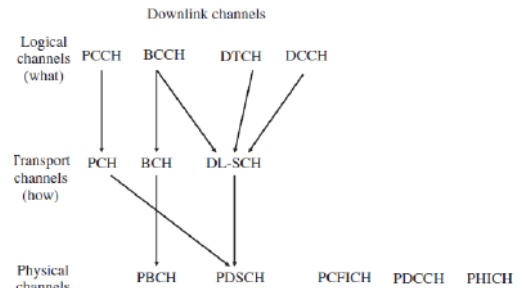 Downlink channels
Logical
channels
(what)
PCCH BCCH DTCH DCCH
Transport
channels
(how)
PCH BCH DL-SCH
Physical
channels
PBCH PDSCH PCFICH PDCCH PHICH